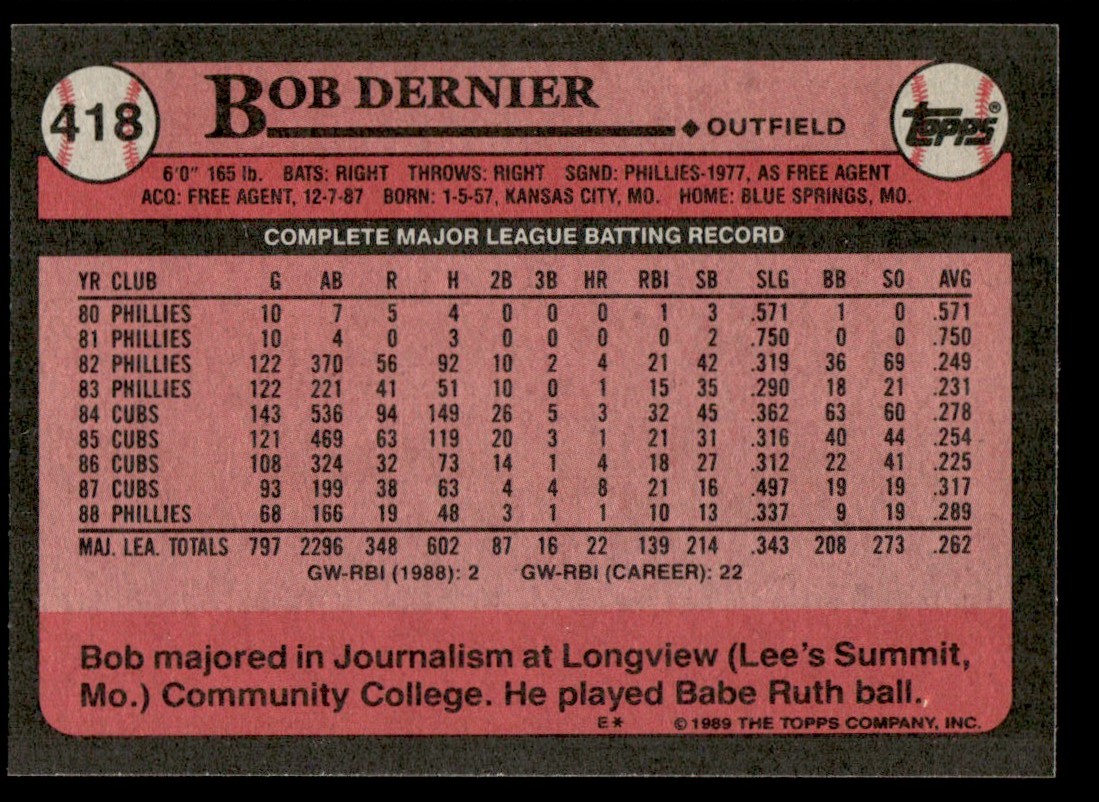 418
BOB DERNIER
◆ OUTFIELD
TOPPS®
6'0" 165 lb. BATS: RIGHT THROWS: RIGHT SGND: PHILLIES-1977, AS FREE AGENT
ACQ: FREE AGENT, 12-7-87 BORN: 1-5-57, KANSAS CITY, MO. HOME: BLUE SPRINGS, MO.
COMPLETE MAJOR LEAGUE BATTING RECORD
YR CLUB G AB R H 2B 3B HR RBI SB SLG BB SO AVG
80 PHILLIES 10 7 5 4 0 0 0 1 3 .571 1 0 .571
81 PHILLIES 10 4 0 3 0 0 0 0 2 .750 0 0 .750
82 PHILLIES 122 370 56 92 10 2 4 21 42 .319 36 69 .249
83 PHILLIES 122 221 41 51 10 0 1 15 35 .290 18 21 .231
84 CUBS 143 536 94 149 26 5 3 32 45 .362 63 60 .278
85 CUBS 121 469 63 119 20 3 1 21 31 .316 40 44 .254
86 CUBS 108 324 32 73 14 1 4 18 27 .312 22 41 .225
87 CUBS 93 199 38 63 4 4 8 21 16 .497 19 19 .317
88 PHILLIES 68 166 19 48 3 1 1 10 13 .337 9 19 .289
MAJ. LEA. TOTALS 797 2296 348 602 87 16 22 139 214 .343 208 273 .262
GW-RBI (1988): 2 GW-RBI (CAREER): 22
Bob majored in Journalism at Longview (Lee's Summit,
Mo.) Community College. He played Babe Ruth ball.
E* ©1989 THE TOPPS COMPANY, INC.